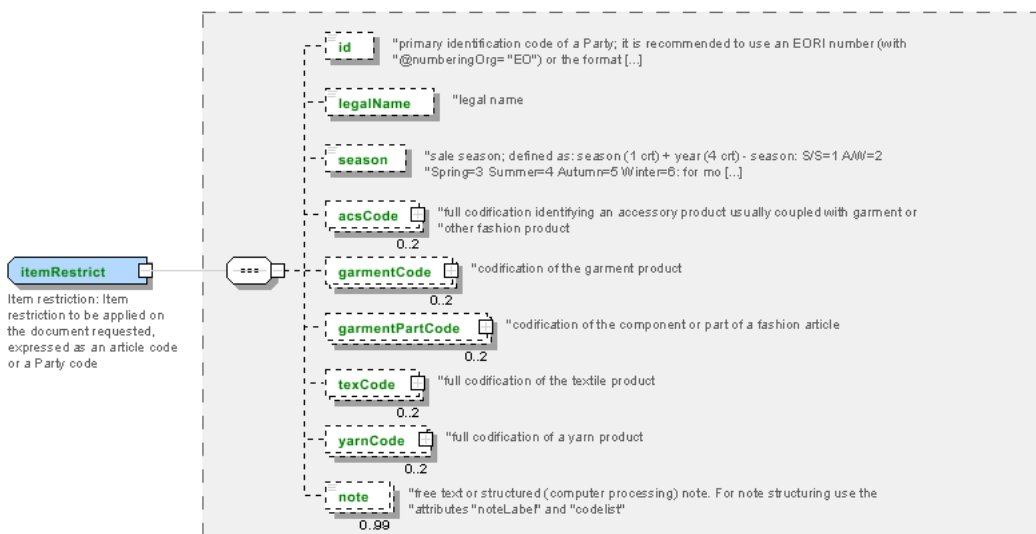 id
"primary identification code of a Party; it is recommended to use an EORI number (with
"@numberingOrg= "EO") or the format [...]
legalName
"legal name
season
"sale season; defined as: season (1 crt) + year (4 crt) - season: S/S=1 A/W=2
"Spring=3 Summer=4 Autumn=5 Winter=6: for mo [...]
acsCode
"full codification identifying an accessory product usually coupled with garment or
"other fashion product
0..2
itemRestrict
Item restriction: Item
restriction to be applied on
the document requested,
expressed as an article code
or a Party code
garmentCode
"codification of the garment product
0..2
garmentPartCode
"codification of the component or part of a fashion article
0..2
texCode
"full codification of the textile product
0..2
yarnCode
"full codification of a yarn product
0..2
note
"free text or structured (computer processing) note. For note structuring use the
"attributes "noteLabel" and "codelist"
0..99